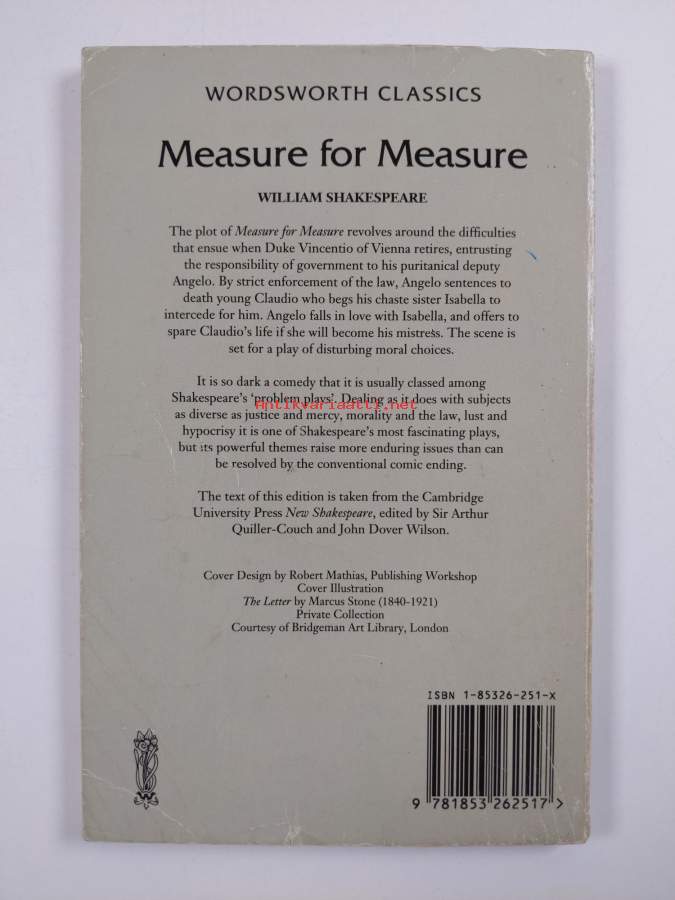 WORDSWORTH CLASSICS
Measure for Measure
WILLIAM SHAKESPEARE
The plot of Measure for Measure revolves around the difficulties
that ensue when Duke Vincentio of Vienna retires, entrusting
the responsibility of government to his puritanical deputy
Angelo. By strict enforcement of the law, Angelo sentences to
death young Claudio who begs his chaste sister Isabella to
intercede for him. Angelo falls in love with Isabella, and offers to
spare Claudio's life if she will become his mistress. The scene is
set for a play of disturbing moral choices.
It is so dark a comedy that it is usually classed among
Shakespeare's 'problem plays'. Dealing as it does with subjects
antikvariaatti.net
as diverse as justice and mercy, morality and the law, lust and
hypocrisy it is one of Shakespeare's most fascinating plays,
but its powerful themes raise more enduring issues than can
be resolved by the conventional comic ending.
The text of this edition is taken from the Cambridge
University Press New Shakespeare, edited by Sir Arthur
Quiller-Couch and John Dover Wilson.
Cover Design by Robert Mathias, Publishing Workshop
Cover Illustration
The Letter by Marcus Stone (1840-1921)
Private Collection
Courtesy of Bridgeman Art Library, London
ISBN 1-85326-251-X
9 781853 262517 >
W